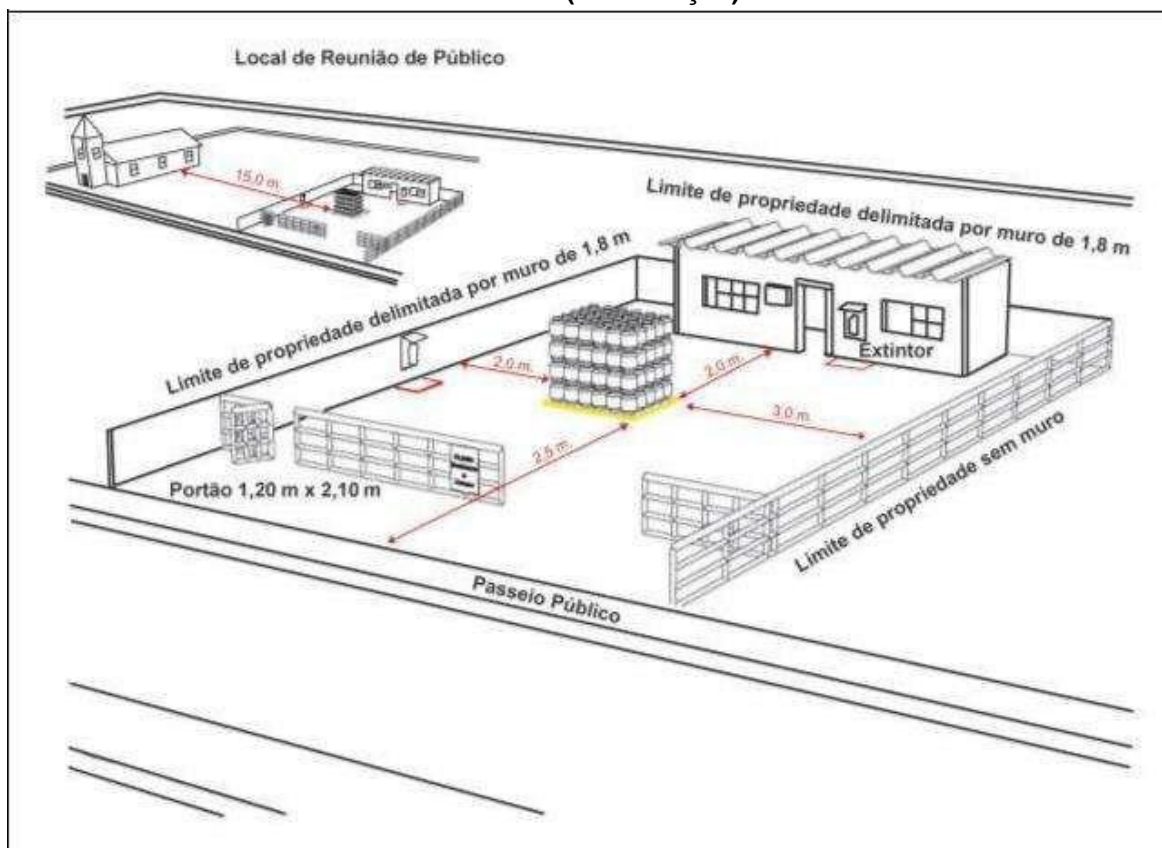 Local de Reunião de Público
15,0 m.
Limite de propriedade delimitada por muro de 1,8 m
Limite de propriedade delimitada por muro de 1,8 m
Extintor
2,0 m.
2,0 m.
3,0 m.
2,5 m.
Portão 1,20 m x 2,10 m
Limite de propriedade sem muro
Passeio Público